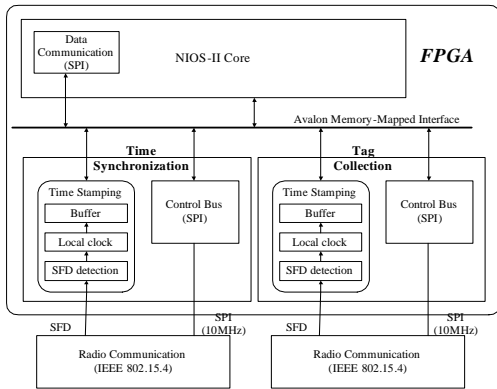 Data
Communication
(SPI)
NIOS-II Core
FPGA
Avalon Memory-Mapped Interface
Time
Synchronization
Time Stamping
Buffer
Local clock
SFD detection
Control Bus
(SPI)
Tag
Collection
Time Stamping
Buffer
Local clock
SFD detection
Control Bus
(SPI)
SFD
SPI
(10MHz)
SFD
SPI
(10MHz)
Radio Communication
(IEEE 802.15.4)
Radio Communication
(IEEE 802.15.4)